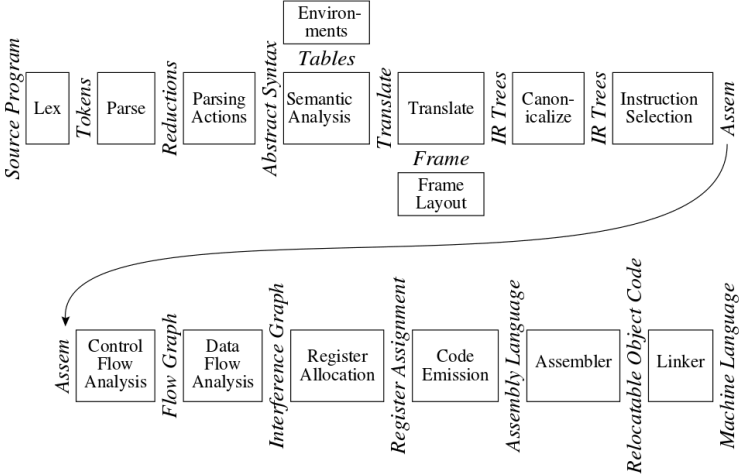 Environ-
ments
Tables
Source Program
Lex
Tokens
Parse
Reductions
Parsing
Actions
Abstract Syntax
Semantic
Analysis
Translate
Translate
IR Trees
Canon-
icalize
IR Trees
Instruction
Selection
Assem
Frame
Frame
Layout
Assem
Control
Flow
Analysis
Flow Graph
Data
Flow
Analysis
Interference Graph
Register
Allocation
Register Assignment
Code
Emission
Assembly Language
Assembler
Relocatable Object Code
Linker
Machine Language